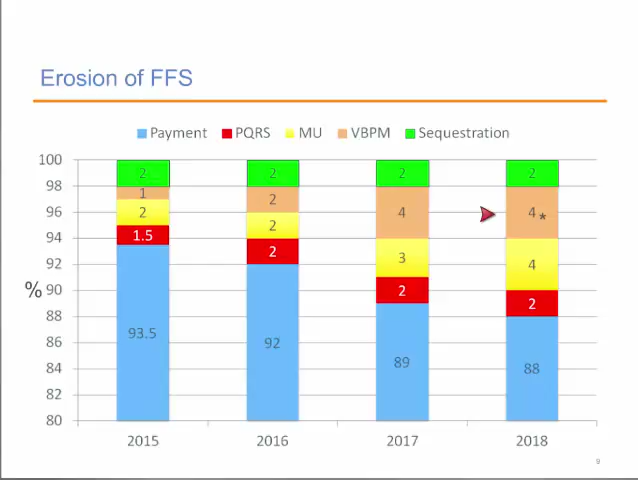 Erosion of FFS
Payment PQRS MU VBPM Sequestration
100
98
96
94
92
% 90
88
86
84
82
80
2 2 2 2
1 2 4 4 *
2 2 3 4
1.5 2 2 2
93.5 92 89 88
2015 2016 2017 2018
9